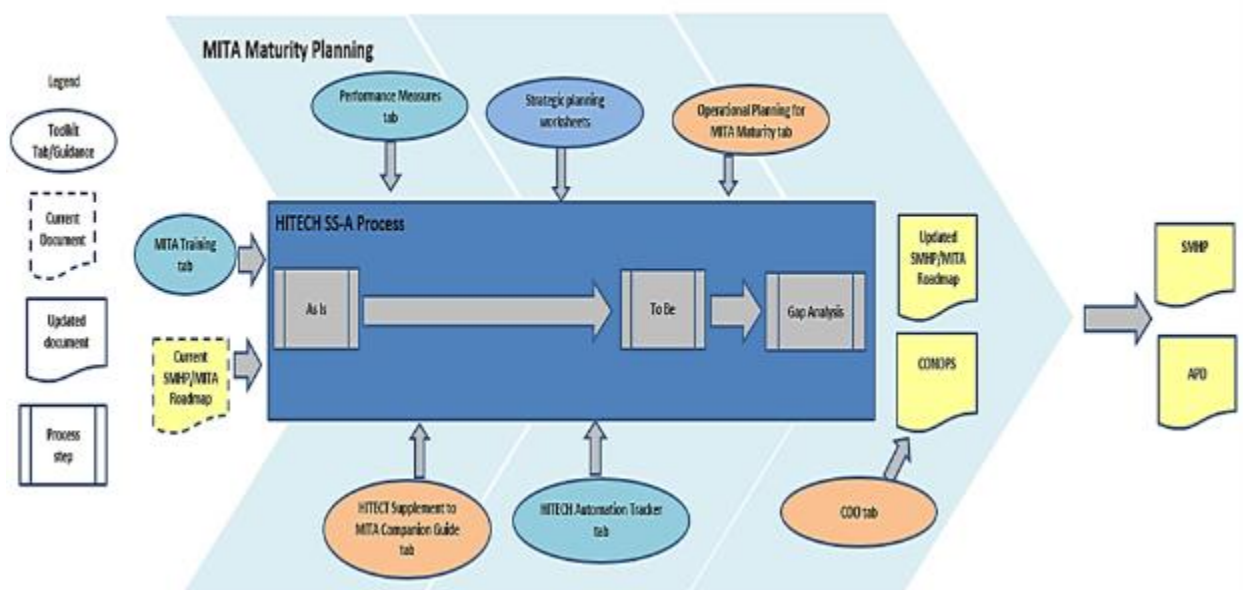 MITA Maturity Planning
Legend
Toolkit
Tab/Guidance
Current
Document
Updated
document
Process
step
Performance Measures
tab
Strategic planning
worksheets
Operational Planning for
MITA Maturity tab
MITA Training
tab
Current
SMHP/MITA
Roadmap
HITECH SS-A Process
As Is
To Be
Gap Analysis
Updated
SMHP/MITA
Roadmap
CONOPS
HITECT Supplement to
MITA Companion Guide
tab
HITECH Automation Tracker
tab
COO tab
SMHP
APD